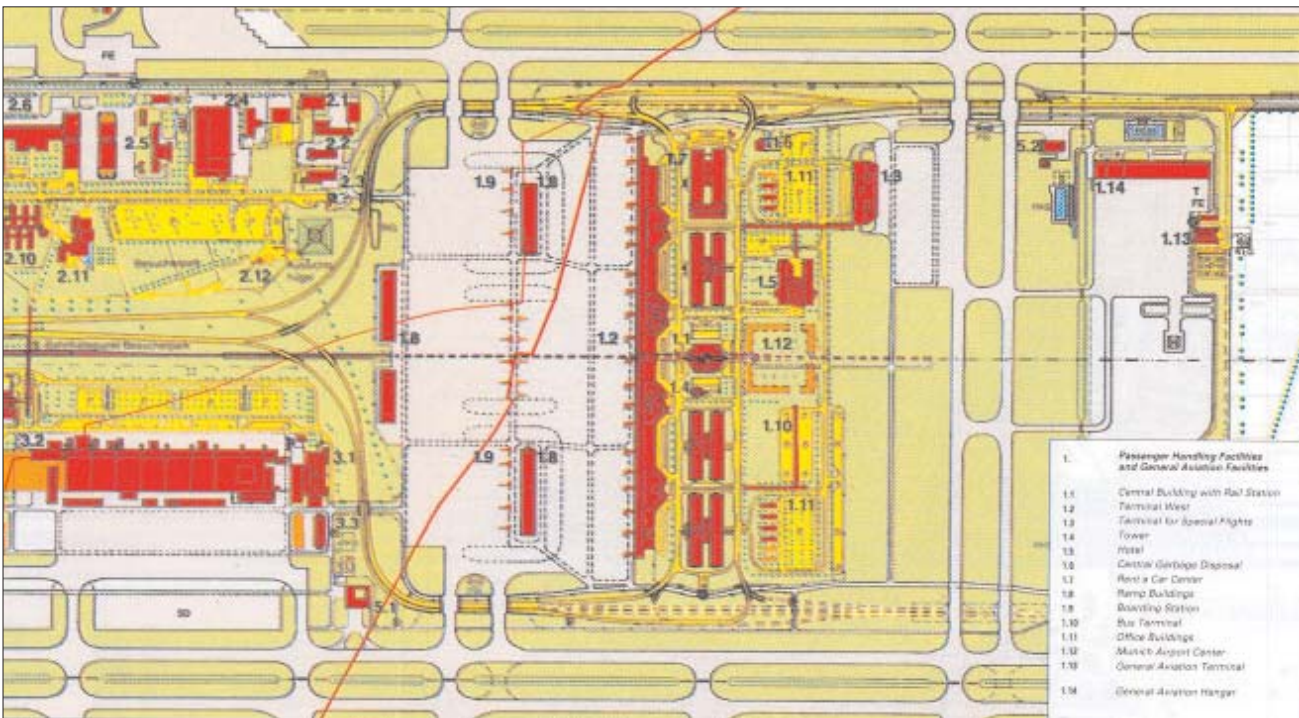 FE
2.6
2.4
2.1
2.5
2.2
2.3
1.9
1.8
1.7
1.6
1.11
1.3
5.2
1.14
T
FE
1.13
2.10
2.11
2.12
1.5
1.8
1.2
1.1
1.12
1.4
3.2
3.1
1.9
1.8
1.10
1.11
3.3
5.1
SD
H
1. Passenger Handling Facilities
and General Aviation Facilities
1.1 Central Building with Rail Station
1.2 Terminal West
1.3 Terminal for Special Flights
1.4 Tower
1.5 Hotel
1.6 Central Garbage Disposal
1.7 Rent a Car Center
1.8 Ramp Buildings
1.9 Boarding Station
1.10 Bus Terminal
1.11 Office Buildings
1.12 Munich Airport Center
1.13 General Aviation Terminal
1.14 General Aviation Hangar